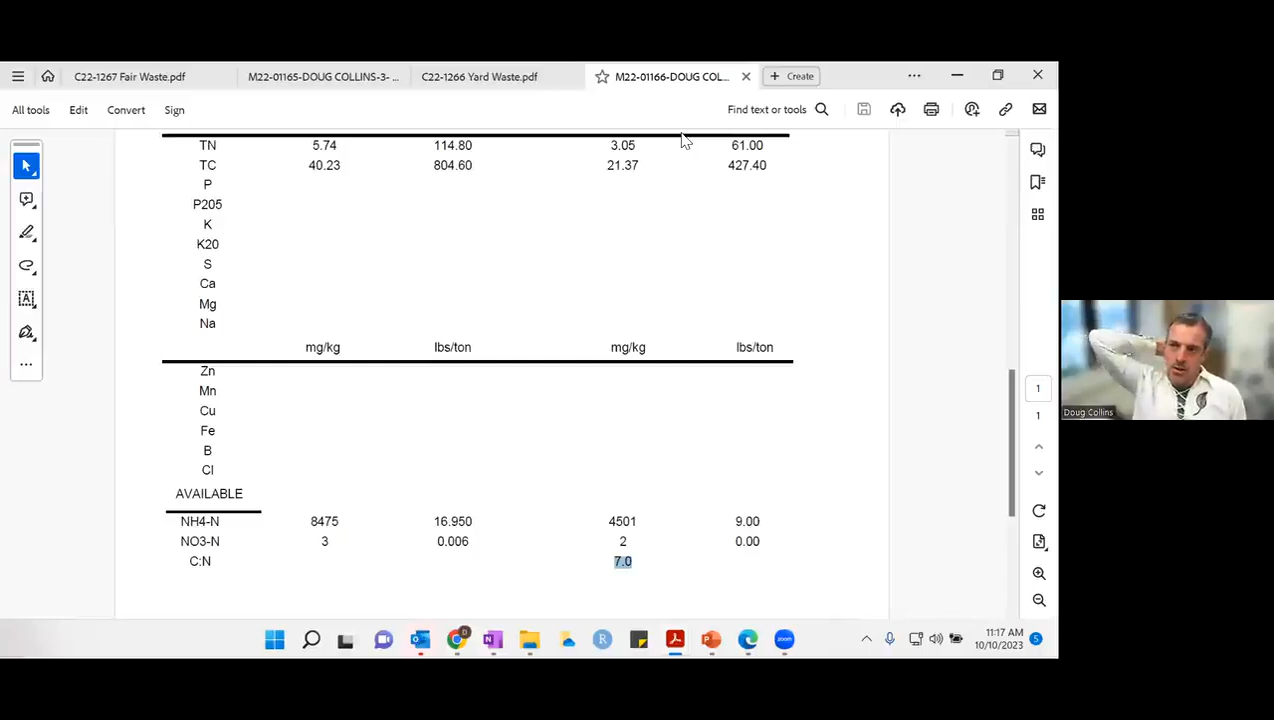 C22-1267 Fair Waste.pdf M22-01165-DOUG COLLINS-3- ... C22-1266 Yard Waste.pdf M22-01166-DOUG COL... Create
All tools Edit Convert Sign Find text or tools
TN 5.74 114.80 3.05 61.00
TC 40.23 804.60 21.37 427.40
P
P205
K
K20
S
Ca
Mg
Na
mg/kg lbs/ton mg/kg lbs/ton
Zn
Mn
Cu
Fe
B
Cl
AVAILABLE
NH4-N 8475 16.950 4501 9.00
NO3-N 3 0.006 2 0.00
C:N 7.0
1
1
Doug Collins
11:17 AM
10/10/2023
5
zoom